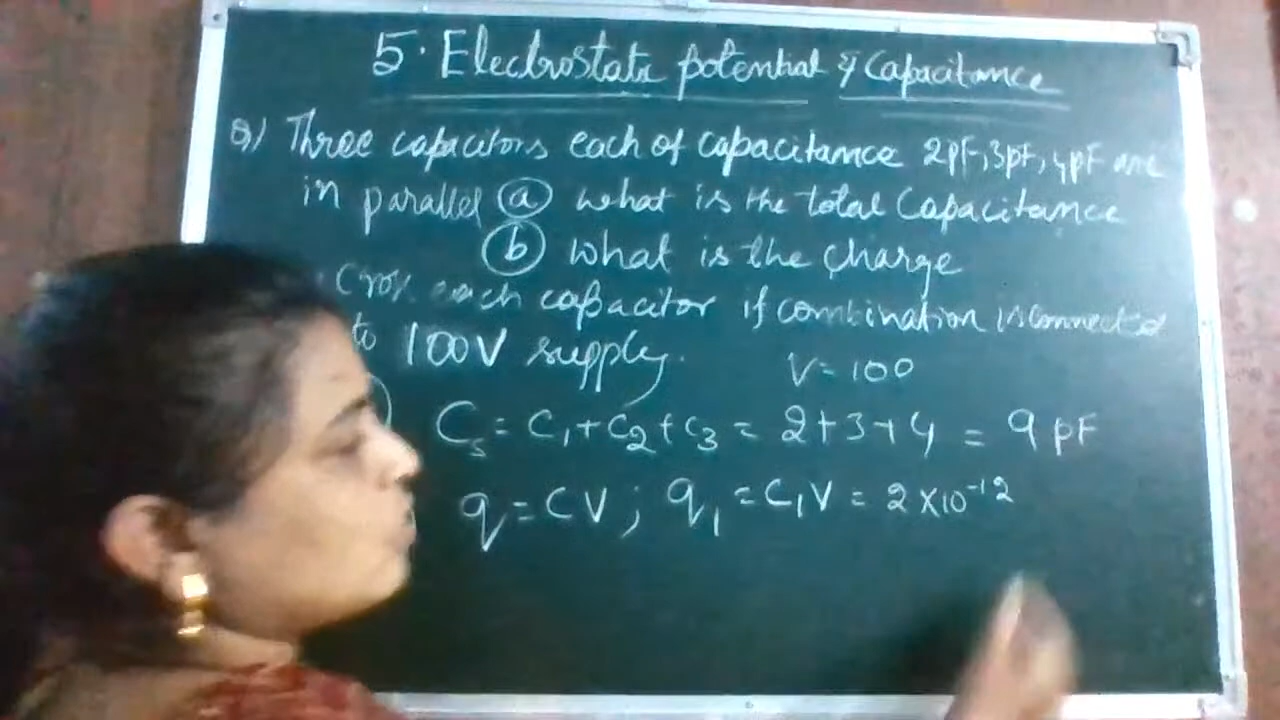 5. Electrostatic potential & Capacitance
Q) Three capacitors each of capacitance 2pF, 3pF, 4pF are
in parallel (a) what is the total Capacitance
(b) what is the charge
each capacitor if combination is connected
to 100V supply.
V = 100
Cs = C1 + C2 + C3 = 2+3+4 = 9 pF
q = CV ; q1 = C1V = 2 × 10⁻¹²